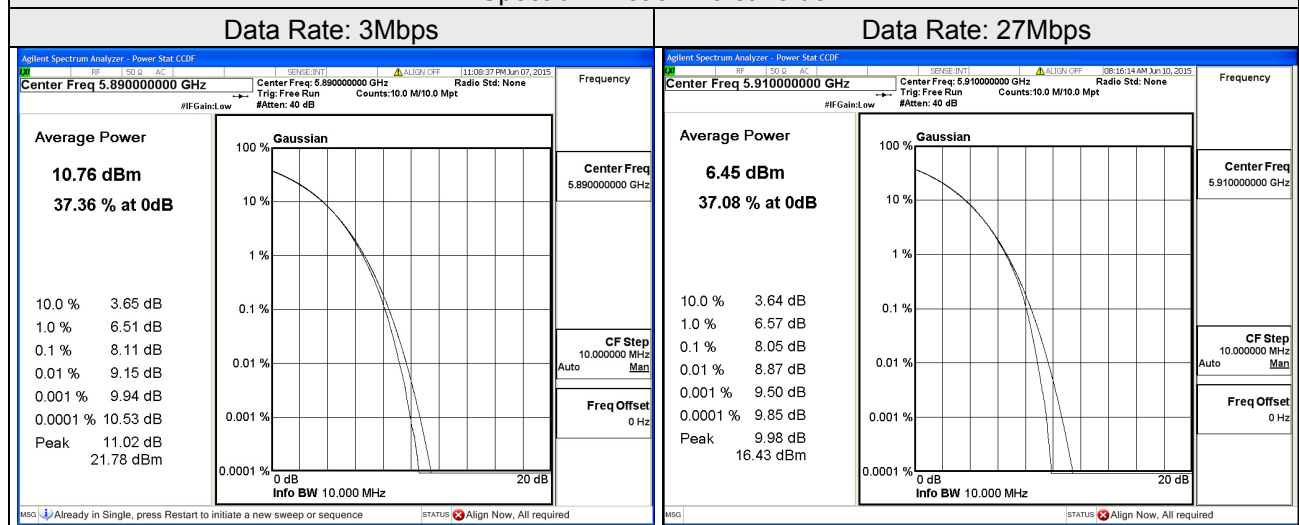 Data Rate: 3Mbps
Data Rate: 27Mbps
Agilent Spectrum Analyzer - Power Stat CCDF
RF 50 Ω AC SENSE:INT ALIGN OFF 11:08:37 PM Jun 07, 2015
Center Freq 5.890000000 GHz
Center Freq: 5.890000000 GHz
Radio Std: None
Trig: Free Run Counts:10.0 M/10.0 Mpt
#IFGain:Low
#Atten: 40 dB
Frequency
Average Power
10.76 dBm
37.36 % at 0dB
10.0 % 3.65 dB
1.0 % 6.51 dB
0.1 % 8.11 dB
0.01 % 9.15 dB
0.001 % 9.94 dB
0.0001 % 10.53 dB
Peak 11.02 dB
21.78 dBm
Gaussian
100 %
10 %
1 %
0.1 %
0.01 %
0.001 %
0.0001 %
0 dB 20 dB
Info BW 10.000 MHz
Center Freq
5.890000000 GHz
CF Step
10.000000 MHz
Auto Man
Freq Offset
0 Hz
MSG Already in Single, press Restart to initiate a new sweep or sequence STATUS Align Now, All required
Agilent Spectrum Analyzer - Power Stat CCDF
RF 50 Ω AC SENSE:INT ALIGN OFF 08:16:14 AM Jun 10, 2015
Center Freq 5.910000000 GHz
Center Freq: 5.910000000 GHz
Radio Std: None
Trig: Free Run Counts:10.0 M/10.0 Mpt
#IFGain:Low
#Atten: 40 dB
Frequency
Average Power
6.45 dBm
37.08 % at 0dB
10.0 % 3.64 dB
1.0 % 6.57 dB
0.1 % 8.05 dB
0.01 % 8.87 dB
0.001 % 9.50 dB
0.0001 % 9.85 dB
Peak 9.98 dB
16.43 dBm
Gaussian
100 %
10 %
1 %
0.1 %
0.01 %
0.001 %
0.0001 %
0 dB 20 dB
Info BW 10.000 MHz
Center Freq
5.910000000 GHz
CF Step
10.000000 MHz
Auto Man
Freq Offset
0 Hz
MSG STATUS Align Now, All required